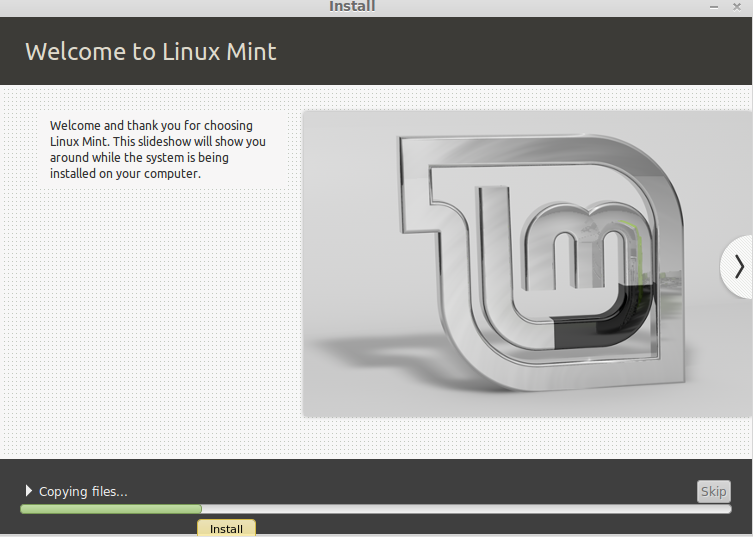 Install
Welcome to Linux Mint
Welcome and thank you for choosing
Linux Mint. This slideshow will show you
around while the system is being
installed on your computer.
Copying files...
Skip
Install